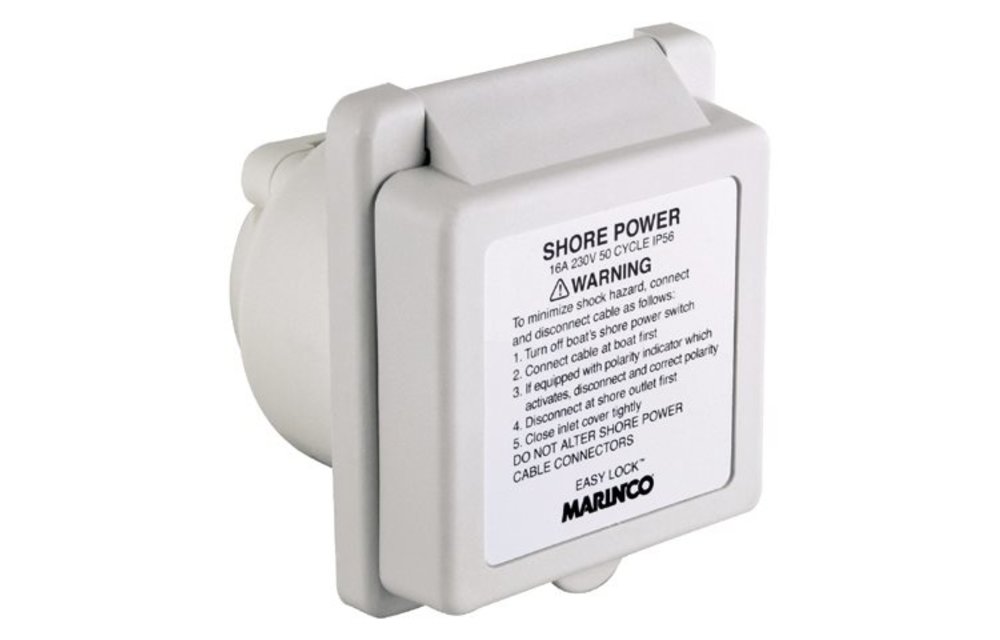 SHORE POWER
16A 230V 50 CYCLE IP56
⚠ WARNING
To minimize shock hazard, connect
and disconnect cable as follows:
1. Turn off boat's shore power switch
2. Connect cable at boat first
3. If equipped with polarity indicator which
activates, disconnect and correct polarity
4. Disconnect at shore outlet first
5. Close inlet cover tightly
DO NOT ALTER SHORE POWER
CABLE CONNECTORS
EASY LOCK™
MARINCO